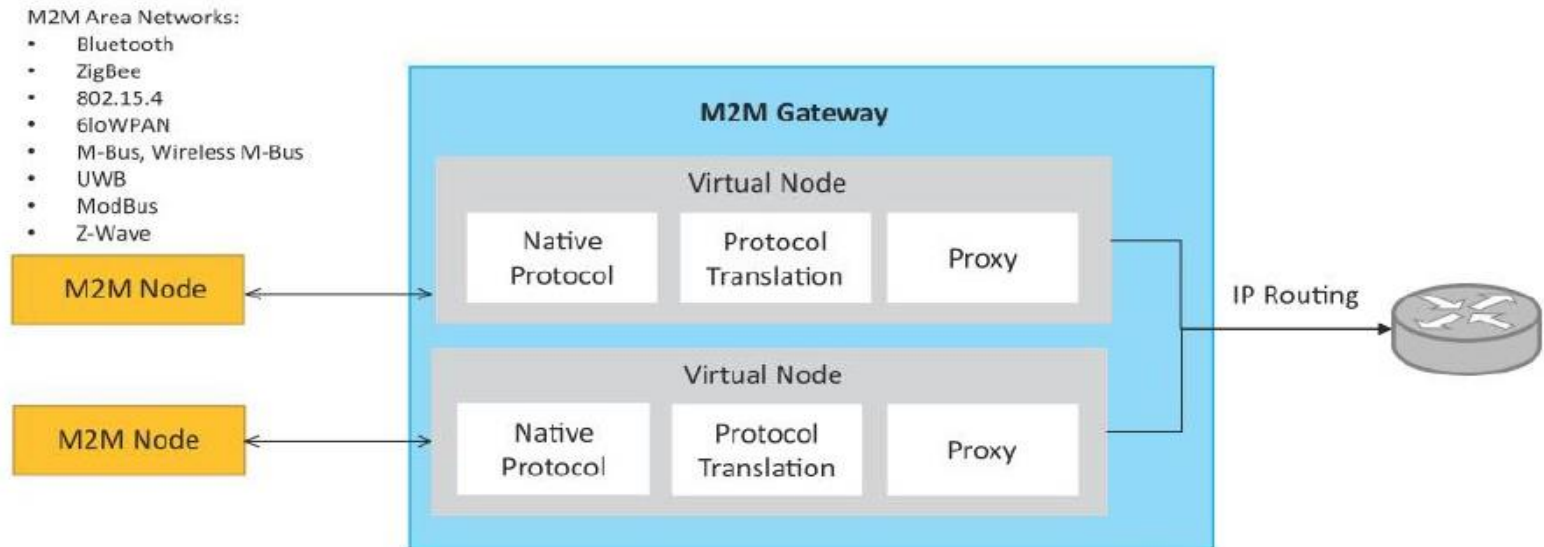 M2M Area Networks:
• Bluetooth
• ZigBee
• 802.15.4
• 6loWPAN
• M-Bus, Wireless M-Bus
• UWB
• ModBus
• Z-Wave
M2M Gateway
Virtual Node
Native
Protocol
Protocol
Translation
Proxy
M2M Node
IP Routing
Virtual Node
Native
Protocol
Protocol
Translation
Proxy
M2M Node